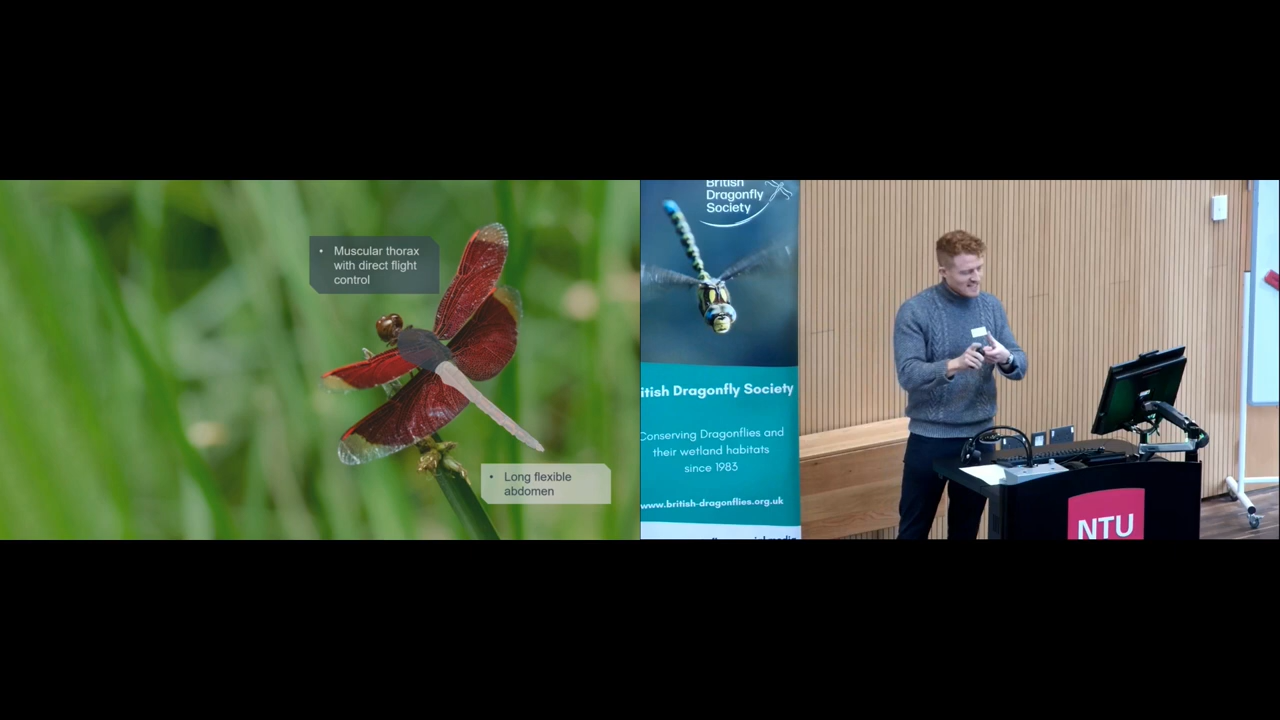 • Muscular thorax
with direct flight
control
• Long flexible
abdomen
British
Dragonfly
Society
itish Dragonfly Society
Conserving Dragonflies and
their wetland habitats
since 1983
www.british-dragonflies.org.uk
NTU